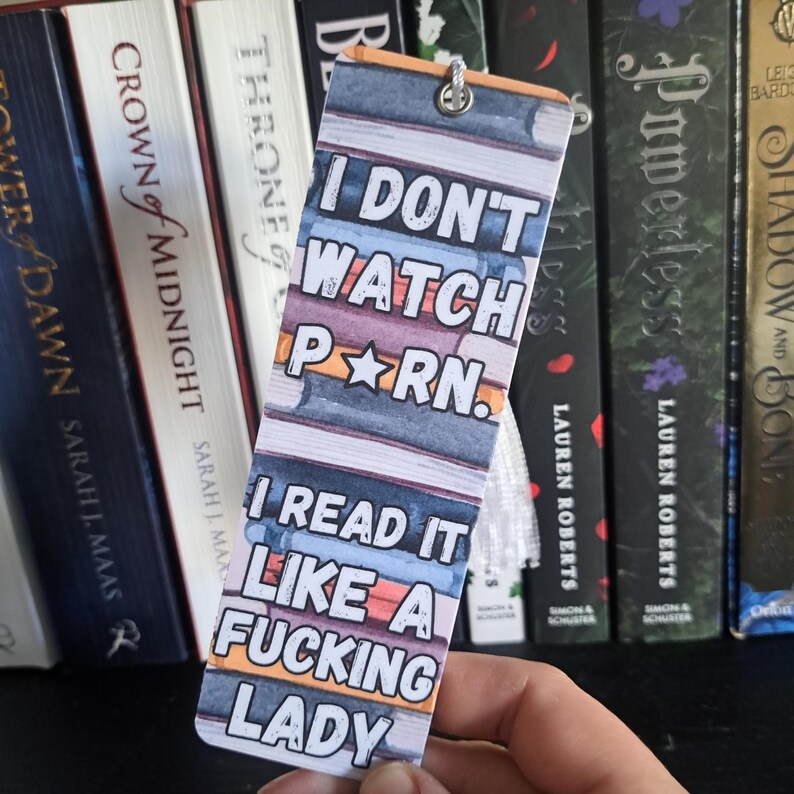 TOWER of DAWN
SARAH J. MAAS
CROWN of MIDNIGHT
SARAH J. MAAS
THRONE
I DON'T
WATCH
P★RN.
I READ IT
LIKE A
FUCKING
LADY
LAUREN ROBERTS
SIMON &
SCHUSTER
Powerless
LAUREN ROBERTS
SIMON &
SCHUSTER
SHADOW AND BONE
Orion